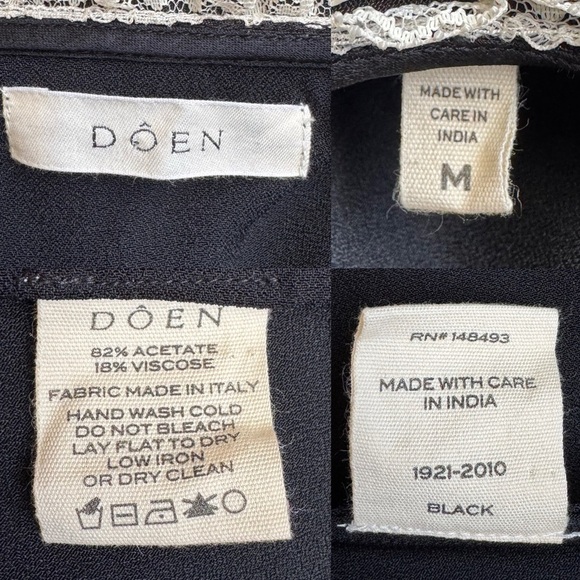 DÔEN
MADE WITH
CARE IN
INDIA
M
DÔEN
82% ACETATE
18% VISCOSE
FABRIC MADE IN ITALY
HAND WASH COLD
DO NOT BLEACH
LAY FLAT TO DRY
LOW IRON
OR DRY CLEAN
RN# 148493
MADE WITH CARE
IN INDIA
1921-2010
BLACK